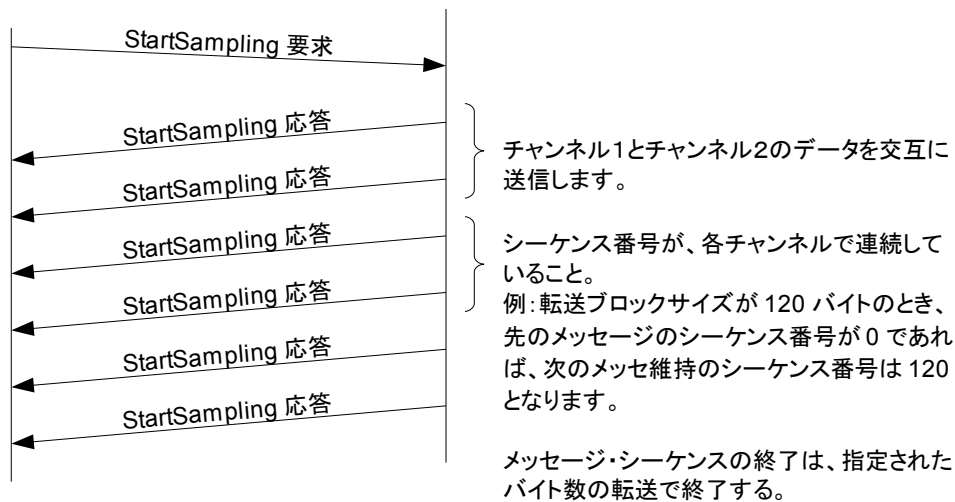 StartSampling 要求
StartSampling 応答
StartSampling 応答
StartSampling 応答
StartSampling 応答
StartSampling 応答
StartSampling 応答
チャンネル1とチャンネル2のデータを交互に
送信します。
シーケンス番号が、各チャンネルで連続して
いること。
例:転送ブロックサイズが 120 バイトのとき、
先のメッセージのシーケンス番号が 0 であれ
ば、次のメッセ維持のシーケンス番号は 120
となります。
メッセージ・シーケンスの終了は、指定された
バイト数の転送で終了する。